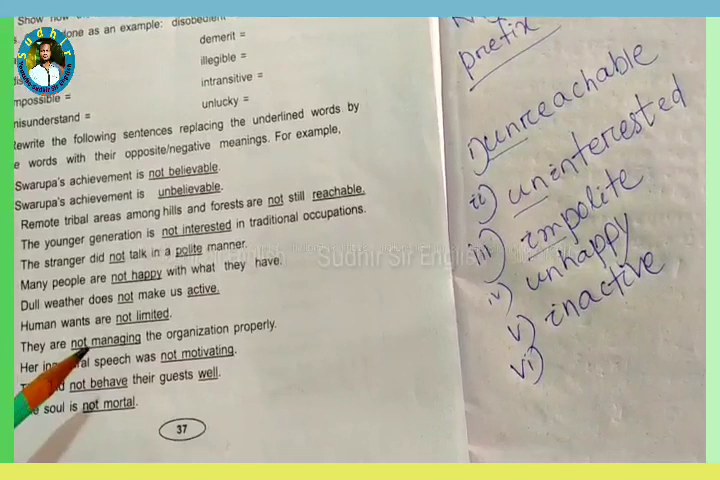 Show how
done as an example: disobedient
demerit =
illegible =
intransitive =
mpossible =
unlucky =
misunderstand =
ewrite the following sentences replacing the underlined words by
e words with their opposite/negative meanings. For example,
Swarupa's achievement is not believable.
Swarupa's achievement is unbelievable.
Remote tribal areas among hills and forests are not still reachable.
The younger generation is not interested in traditional occupations.
The stranger did not talk in a polite manner.
Many people are not happy with what they have.
Dull weather does not make us active.
Human wants are not limited.
They are not managing the organization properly.
Her speech was not motivating.
not behave their guests well.
soul is not mortal.
37
prefix
i) unreachable
ii) uninterested
iii) impolite
iv) unhappy
v) inactive
vi)
Sudhir
Sudhir Sir English
Sudhir Sir English